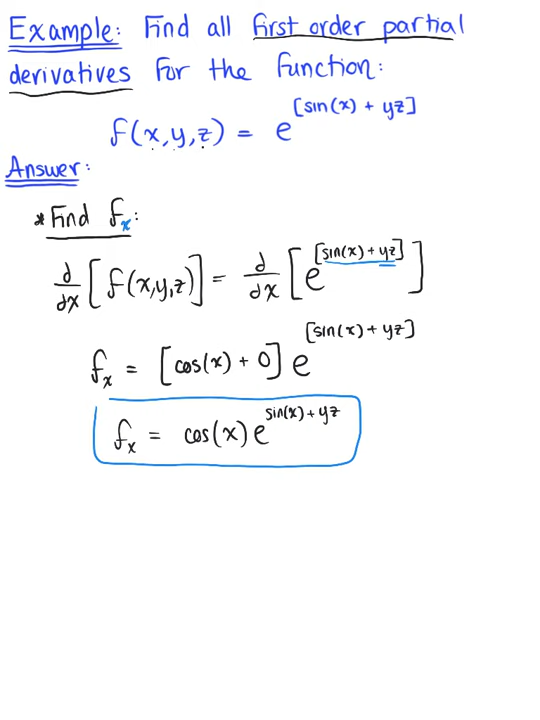 Example: Find all first order partial
derivatives for the function:
f(x,y,z) = e^[sin(x) + yz]
Answer:
* Find fₓ:
d/dx [f(x,y,z)] = d/dx [e^[sin(x) + yz]]
fₓ = [cos(x) + 0] e^[sin(x) + yz]
fₓ = cos(x) e^sin(x) + yz